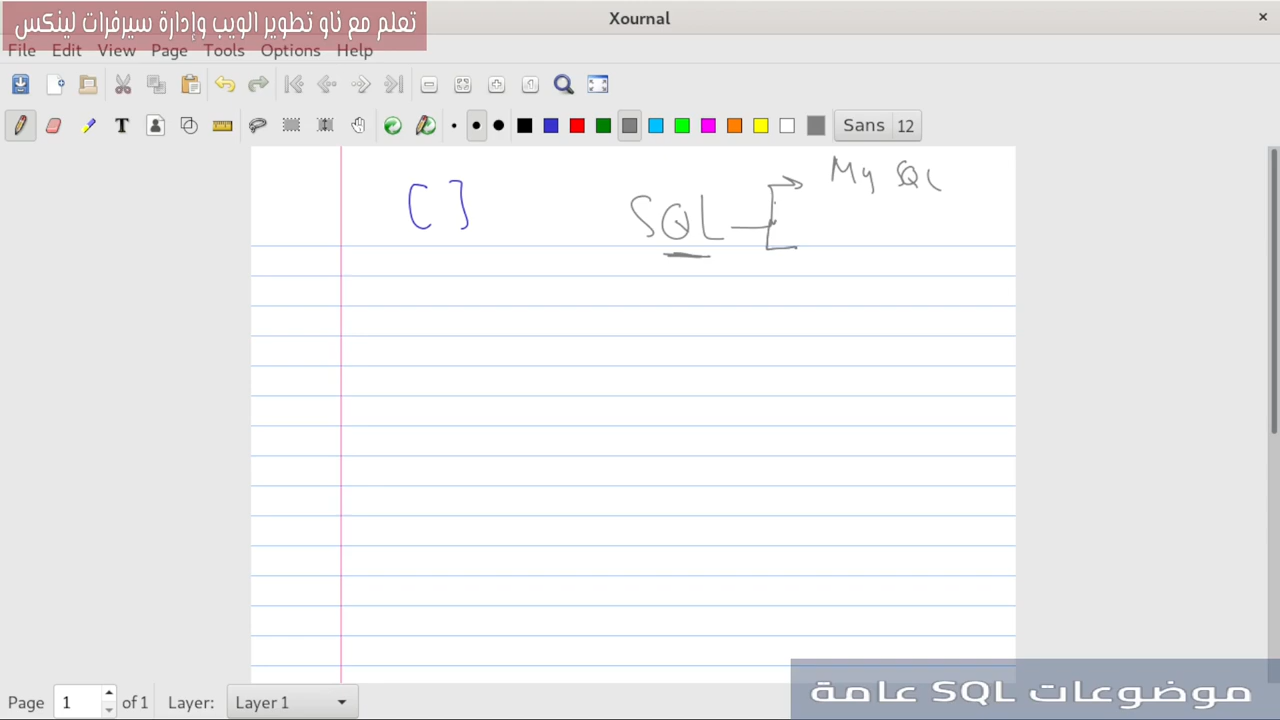 تعلم مع ناو تطوير الويب وإدارة سيرفرات لينكس
Xournal
File Edit View Page Tools Options Help
Sans 12
My SQL
[ ] SQL
Page 1 of 1 Layer: Layer 1
موضوعات SQL عامة